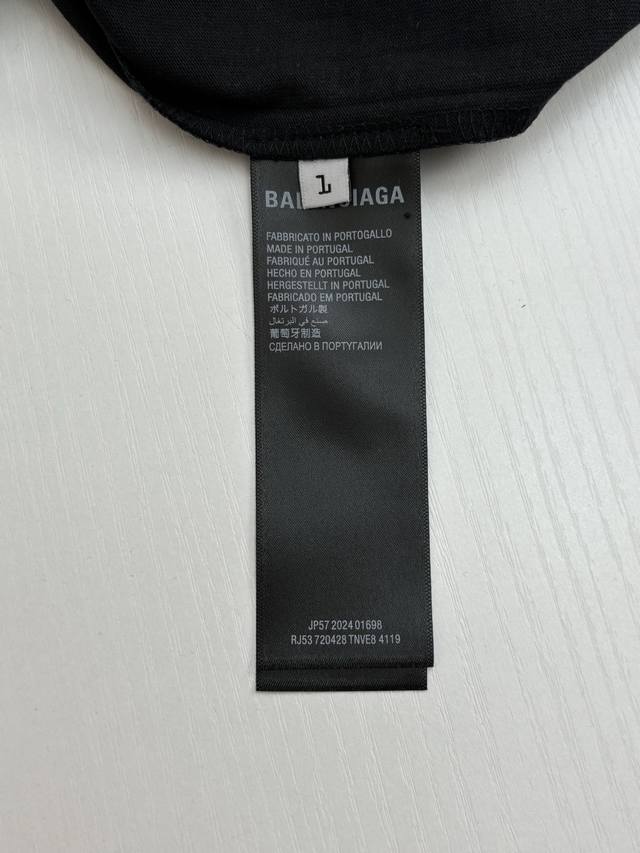 1
FABBRICATO IN PORTOGALLO
MADE IN PORTUGAL
FABRIQUÉ AU PORTUGAL
HECHO EN PORTUGAL
HERGESTELLT IN PORTUGAL
FABRICADO EM PORTUGAL
ポルトガル製
صنع في البرتغال
葡萄牙制造
СДЕЛАНО В ПОРТУГАЛИИ
JP57 2024 01698
RJ53 720428 TNVE8 4119